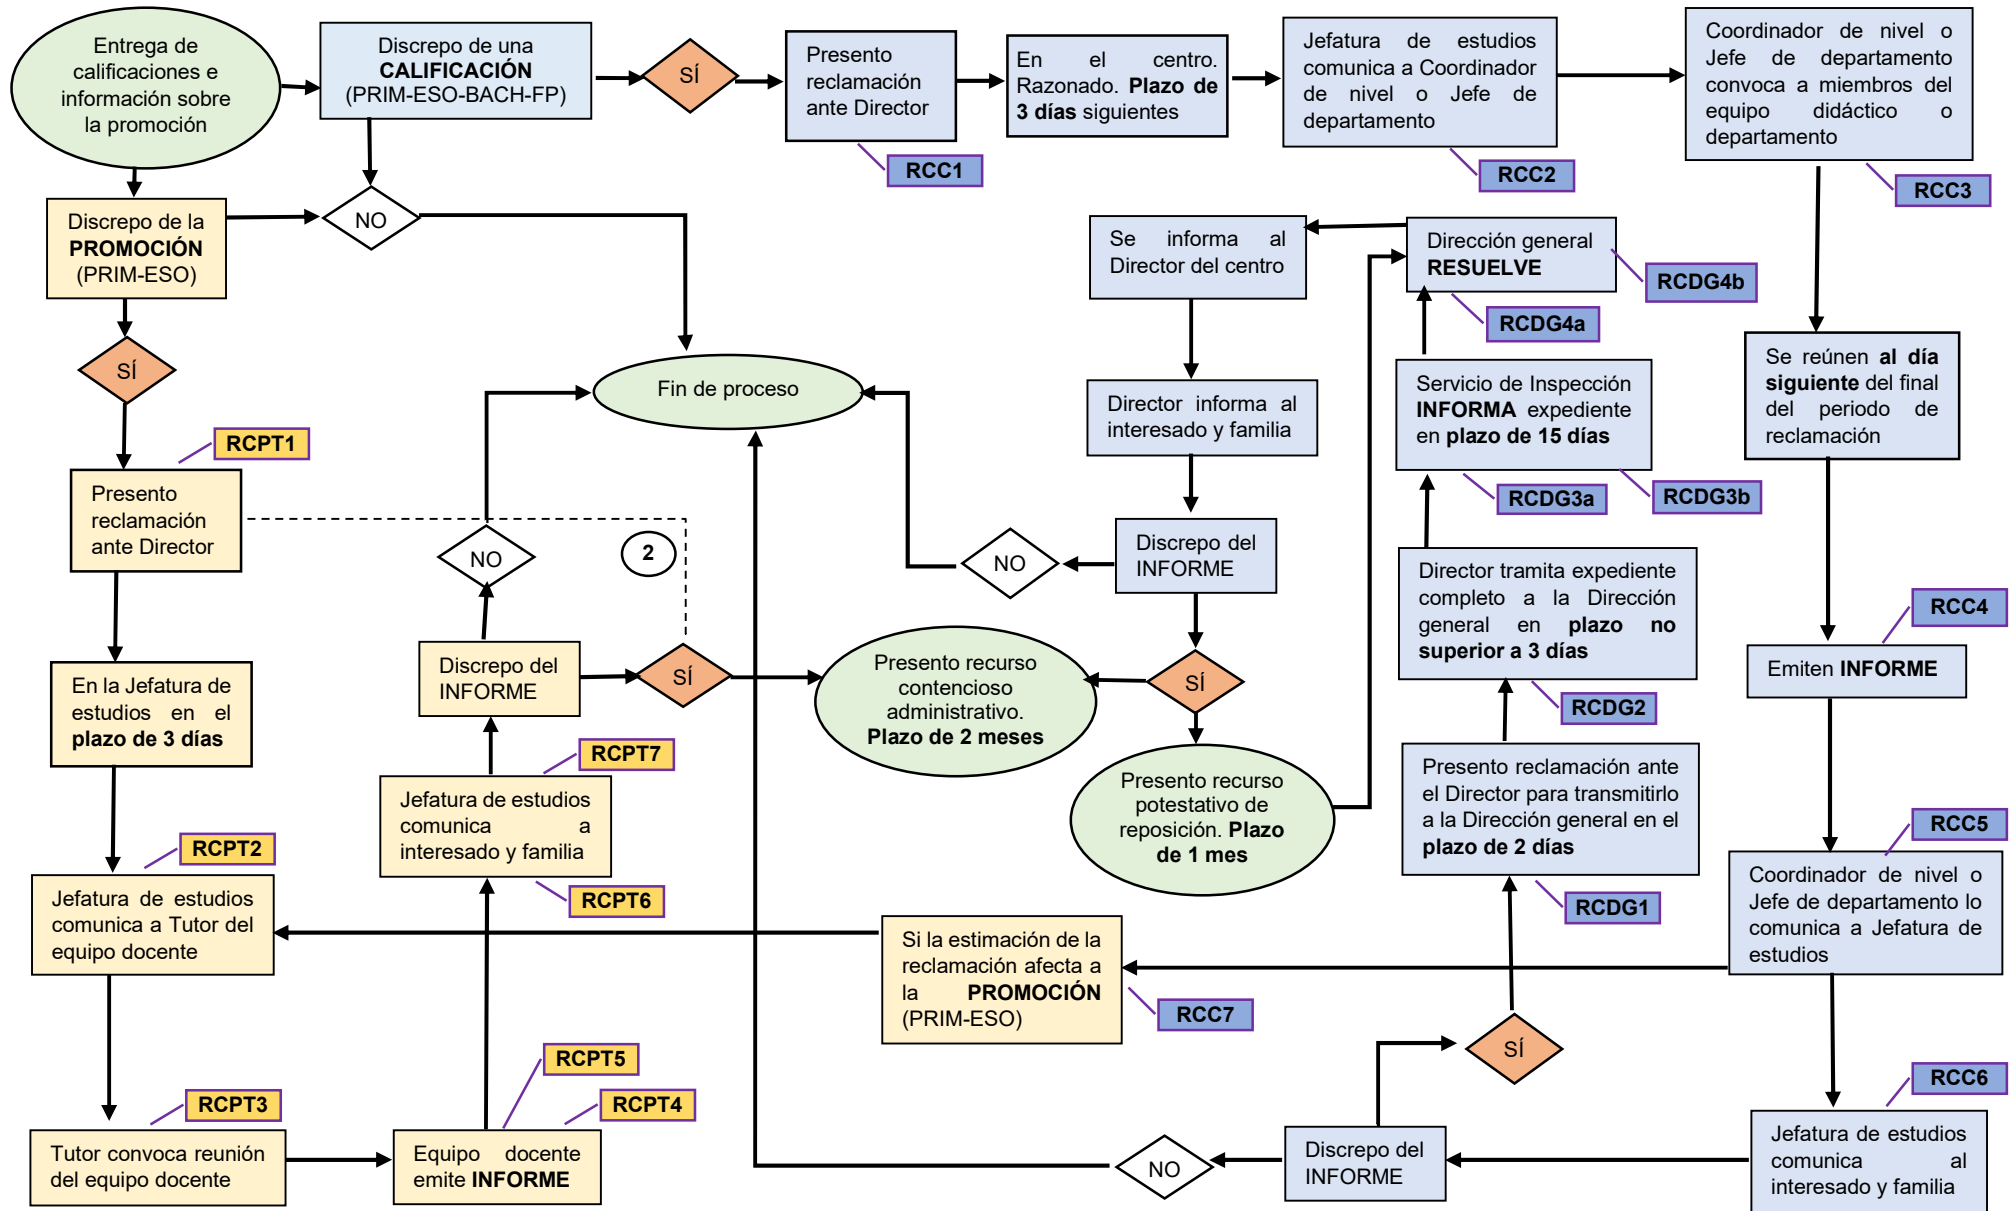 Entrega de
calificaciones e
información sobre
la promoción
Discrepo de una
CALIFICACIÓN
(PRIM-ESO-BACH-FP)
SÍ
Presento
reclamación
ante Director
RCC1
En el centro.
Razonado. Plazo de
3 días siguientes
Jefatura de estudios
comunica a Coordinador
de nivel o Jefe de
departamento
RCC2
Coordinador de nivel o
Jefe de departamento
convoca a miembros del
equipo didáctico o
departamento
RCC3
Discrepo de la
PROMOCIÓN
(PRIM-ESO)
NO
Se informa al
Director del centro
Dirección general
RESUELVE
RCDG4b
RCDG4a
SÍ
Fin de proceso
Director informa al
interesado y familia
Servicio de Inspección
INFORMA expediente
en plazo de 15 días
RCDG3a
RCDG3b
Se reúnen al día
siguiente del final
del periodo de
reclamación
RCPT1
Presento
reclamación
ante Director
NO
2
NO
Discrepo del
INFORME
Director tramita expediente
completo a la Dirección
general en plazo no
superior a 3 días
RCDG2
RCC4
Emiten INFORME
En la Jefatura de
estudios en el
plazo de 3 días
Discrepo del
INFORME
SÍ
Presento recurso
contencioso
administrativo.
Plazo de 2 meses
SÍ
Presento recurso
potestativo de
reposición. Plazo
de 1 mes
Presento reclamación ante
el Director para transmitirlo
a la Dirección general en el
plazo de 2 días
RCDG1
RCPT7
Jefatura de estudios
comunica a
interesado y familia
RCPT6
RCC5
Coordinador de nivel o
Jefe de departamento lo
comunica a Jefatura de
estudios
RCPT2
Jefatura de estudios
comunica a Tutor del
equipo docente
Si la estimación de la
reclamación afecta a
la PROMOCIÓN
(PRIM-ESO)
RCC7
SÍ
RCPT3
Tutor convoca reunión
del equipo docente
RCPT5
RCPT4
Equipo docente
emite INFORME
NO
Discrepo del
INFORME
RCC6
Jefatura de estudios
comunica al
interesado y familia